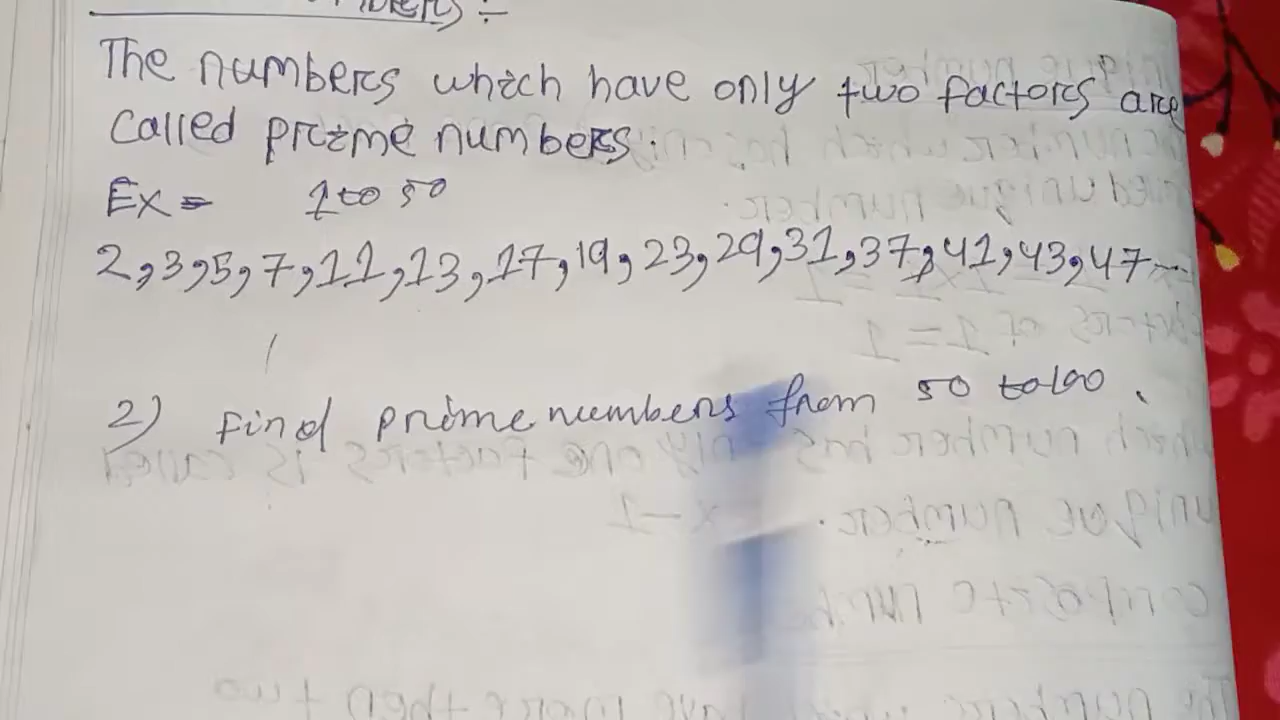 The numbers which have only two factors are
called prime numbers.
Ex = 1 to 50
2,3,5,7,11,13,17,19,23,29,31,37,41,43,47...
2) Find prime numbers from 50 to 100.